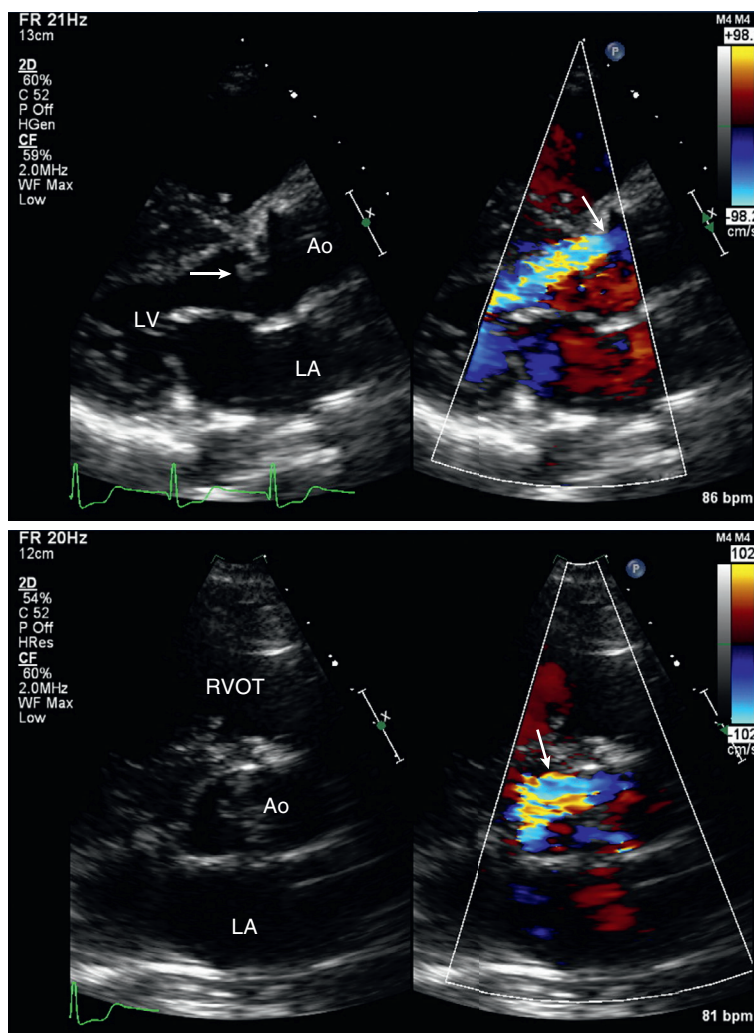 FR 21Hz
13cm
2D
60%
C 52
P Off
HGen
CF
59%
2.0MHz
WF Max
Low
Ao
LV
LA
P
M4 M4
+98.
x
-98.2
cm/s
86 bpm
FR 20Hz
12cm
2D
54%
C 52
P Off
HRes
CF
60%
2.0MHz
WF Max
Low
RVOT
Ao
LA
P
M4 M4
102
x
-102
cm/s
81 bpm